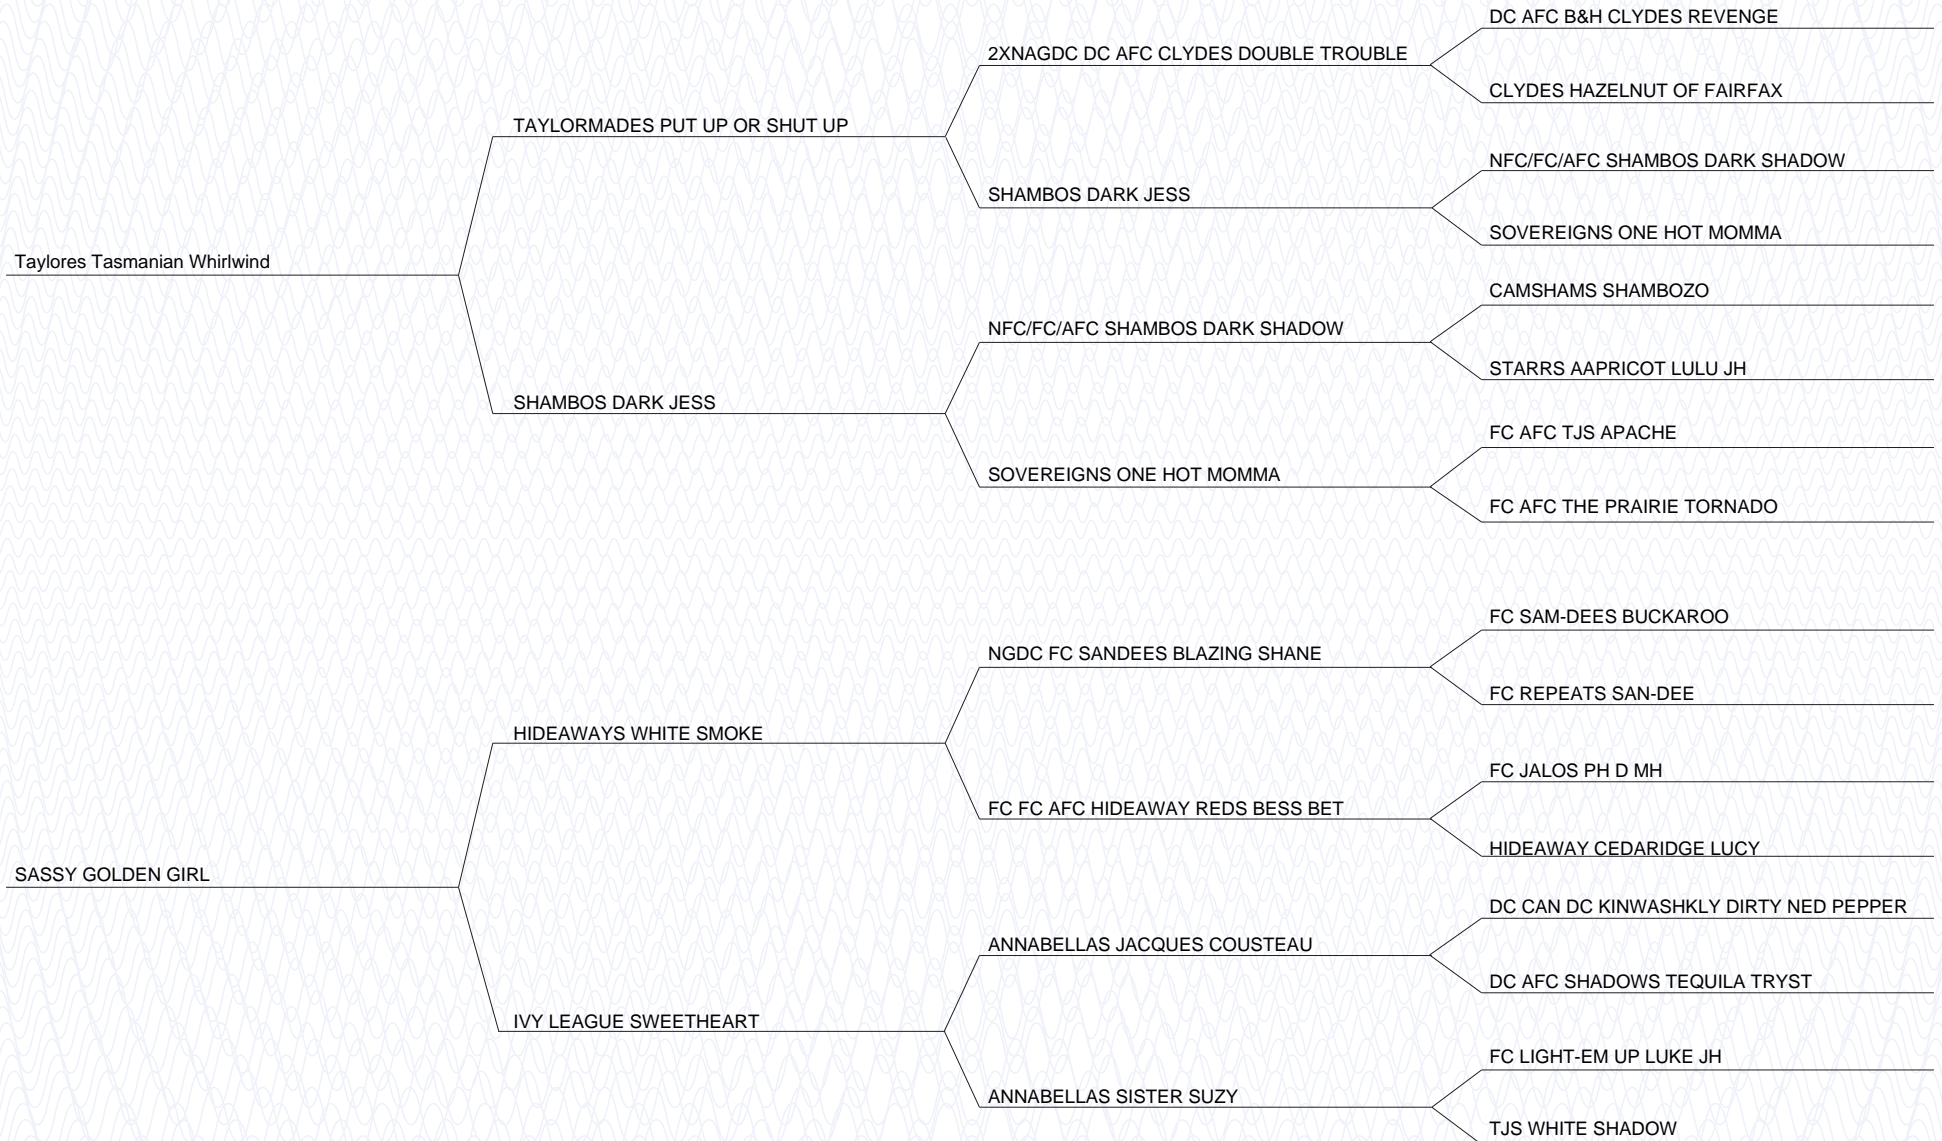 DC AFC B&H CLYDES REVENGE
2XNAGDC DC AFC CLYDES DOUBLE TROUBLE
CLYDES HAZELNUT OF FAIRFAX
TAYLORMADES PUT UP OR SHUT UP
NFC/FC/AFC SHAMBOS DARK SHADOW
SHAMBOS DARK JESS
SOVEREIGNS ONE HOT MOMMA
Taylores Tasmanian Whirlwind
CAMSHAMS SHAMBOZO
NFC/FC/AFC SHAMBOS DARK SHADOW
STARRS AAPRICOT LULU JH
SHAMBOS DARK JESS
FC AFC TJS APACHE
SOVEREIGNS ONE HOT MOMMA
FC AFC THE PRAIRIE TORNADO
FC SAM-DEES BUCKAROO
NGDC FC SANDEES BLAZING SHANE
FC REPEATS SAN-DEE
HIDEAWAYS WHITE SMOKE
FC JALOS PH D MH
FC FC AFC HIDEAWAY REDS BESS BET
HIDEAWAY CEDARIDGE LUCY
SASSY GOLDEN GIRL
DC CAN DC KINWASHKLY DIRTY NED PEPPER
ANNABELLAS JACQUES COUSTEAU
DC AFC SHADOWS TEQUILA TRYST
IVY LEAGUE SWEETHEART
FC LIGHT-EM UP LUKE JH
ANNABELLAS SISTER SUZY
TJS WHITE SHADOW